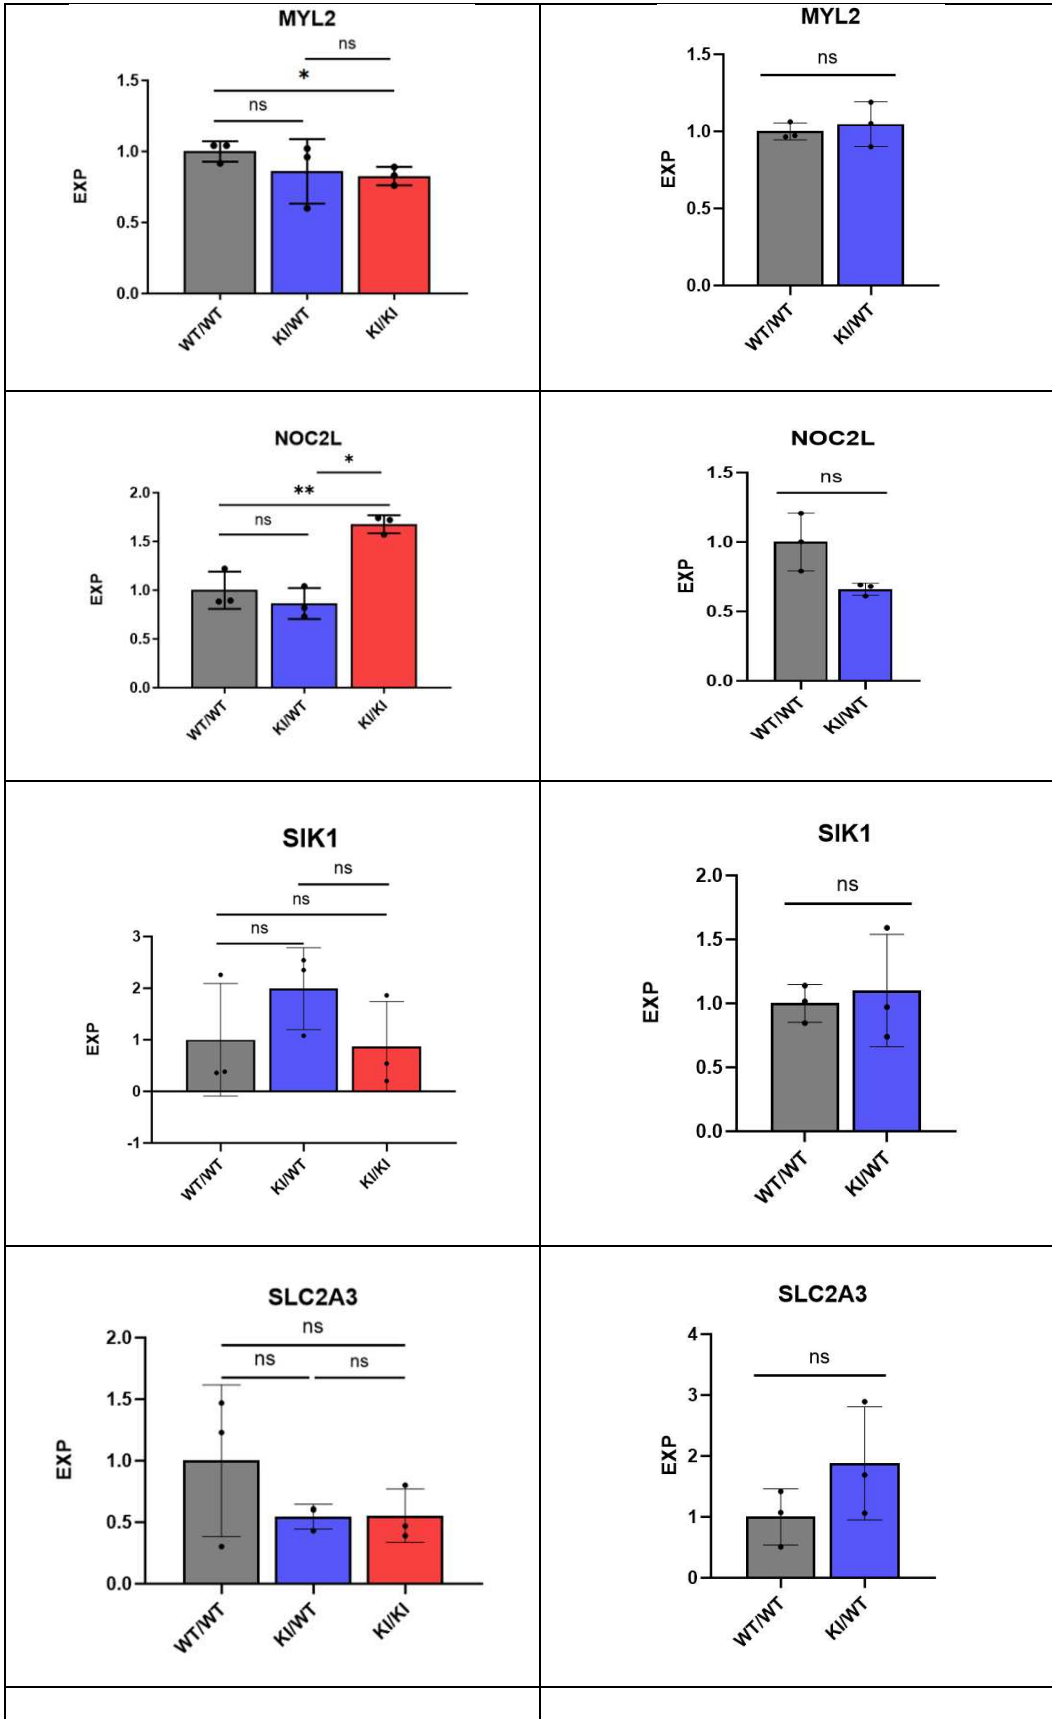 MYL2
ns
*
ns
1.5
1.0
0.5
0.0
EXP
WT/WT
KI/WT
KI/KI
MYL2
ns
1.5
1.0
0.5
0.0
EXP
WT/WT
KI/WT
NOC2L
*
**
ns
2.0
1.5
1.0
0.5
0.0
EXP
WT/WT
KI/WT
KI/KI
NOC2L
ns
1.5
1.0
0.5
0.0
EXP
WT/WT
KI/WT
SIK1
ns
ns
ns
3
2
1
0
-1
EXP
WT/WT
KI/WT
KI/KI
SIK1
ns
2.0
1.5
1.0
0.5
0.0
EXP
WT/WT
KI/WT
SLC2A3
ns
ns ns
2.0
1.5
1.0
0.5
0.0
EXP
WT/WT
KI/WT
KI/KI
SLC2A3
ns
4
3
2
1
0
EXP
WT/WT
KI/WT